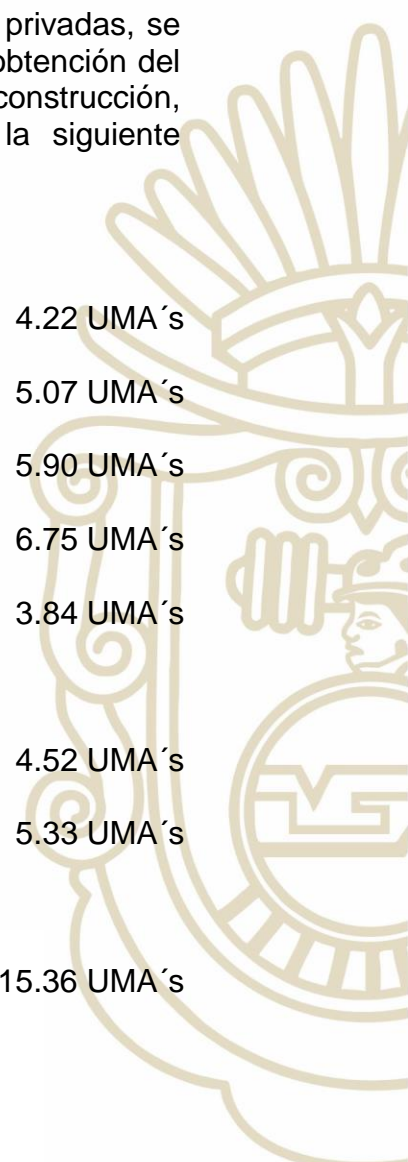 privadas, se
obtención del
construcción,
la siguiente
4.22 UMA´s
5.07 UMA´s
5.90 UMA´s
6.75 UMA´s
3.84 UMA´s
4.52 UMA´s
5.33 UMA´s
15.36 UMA´s